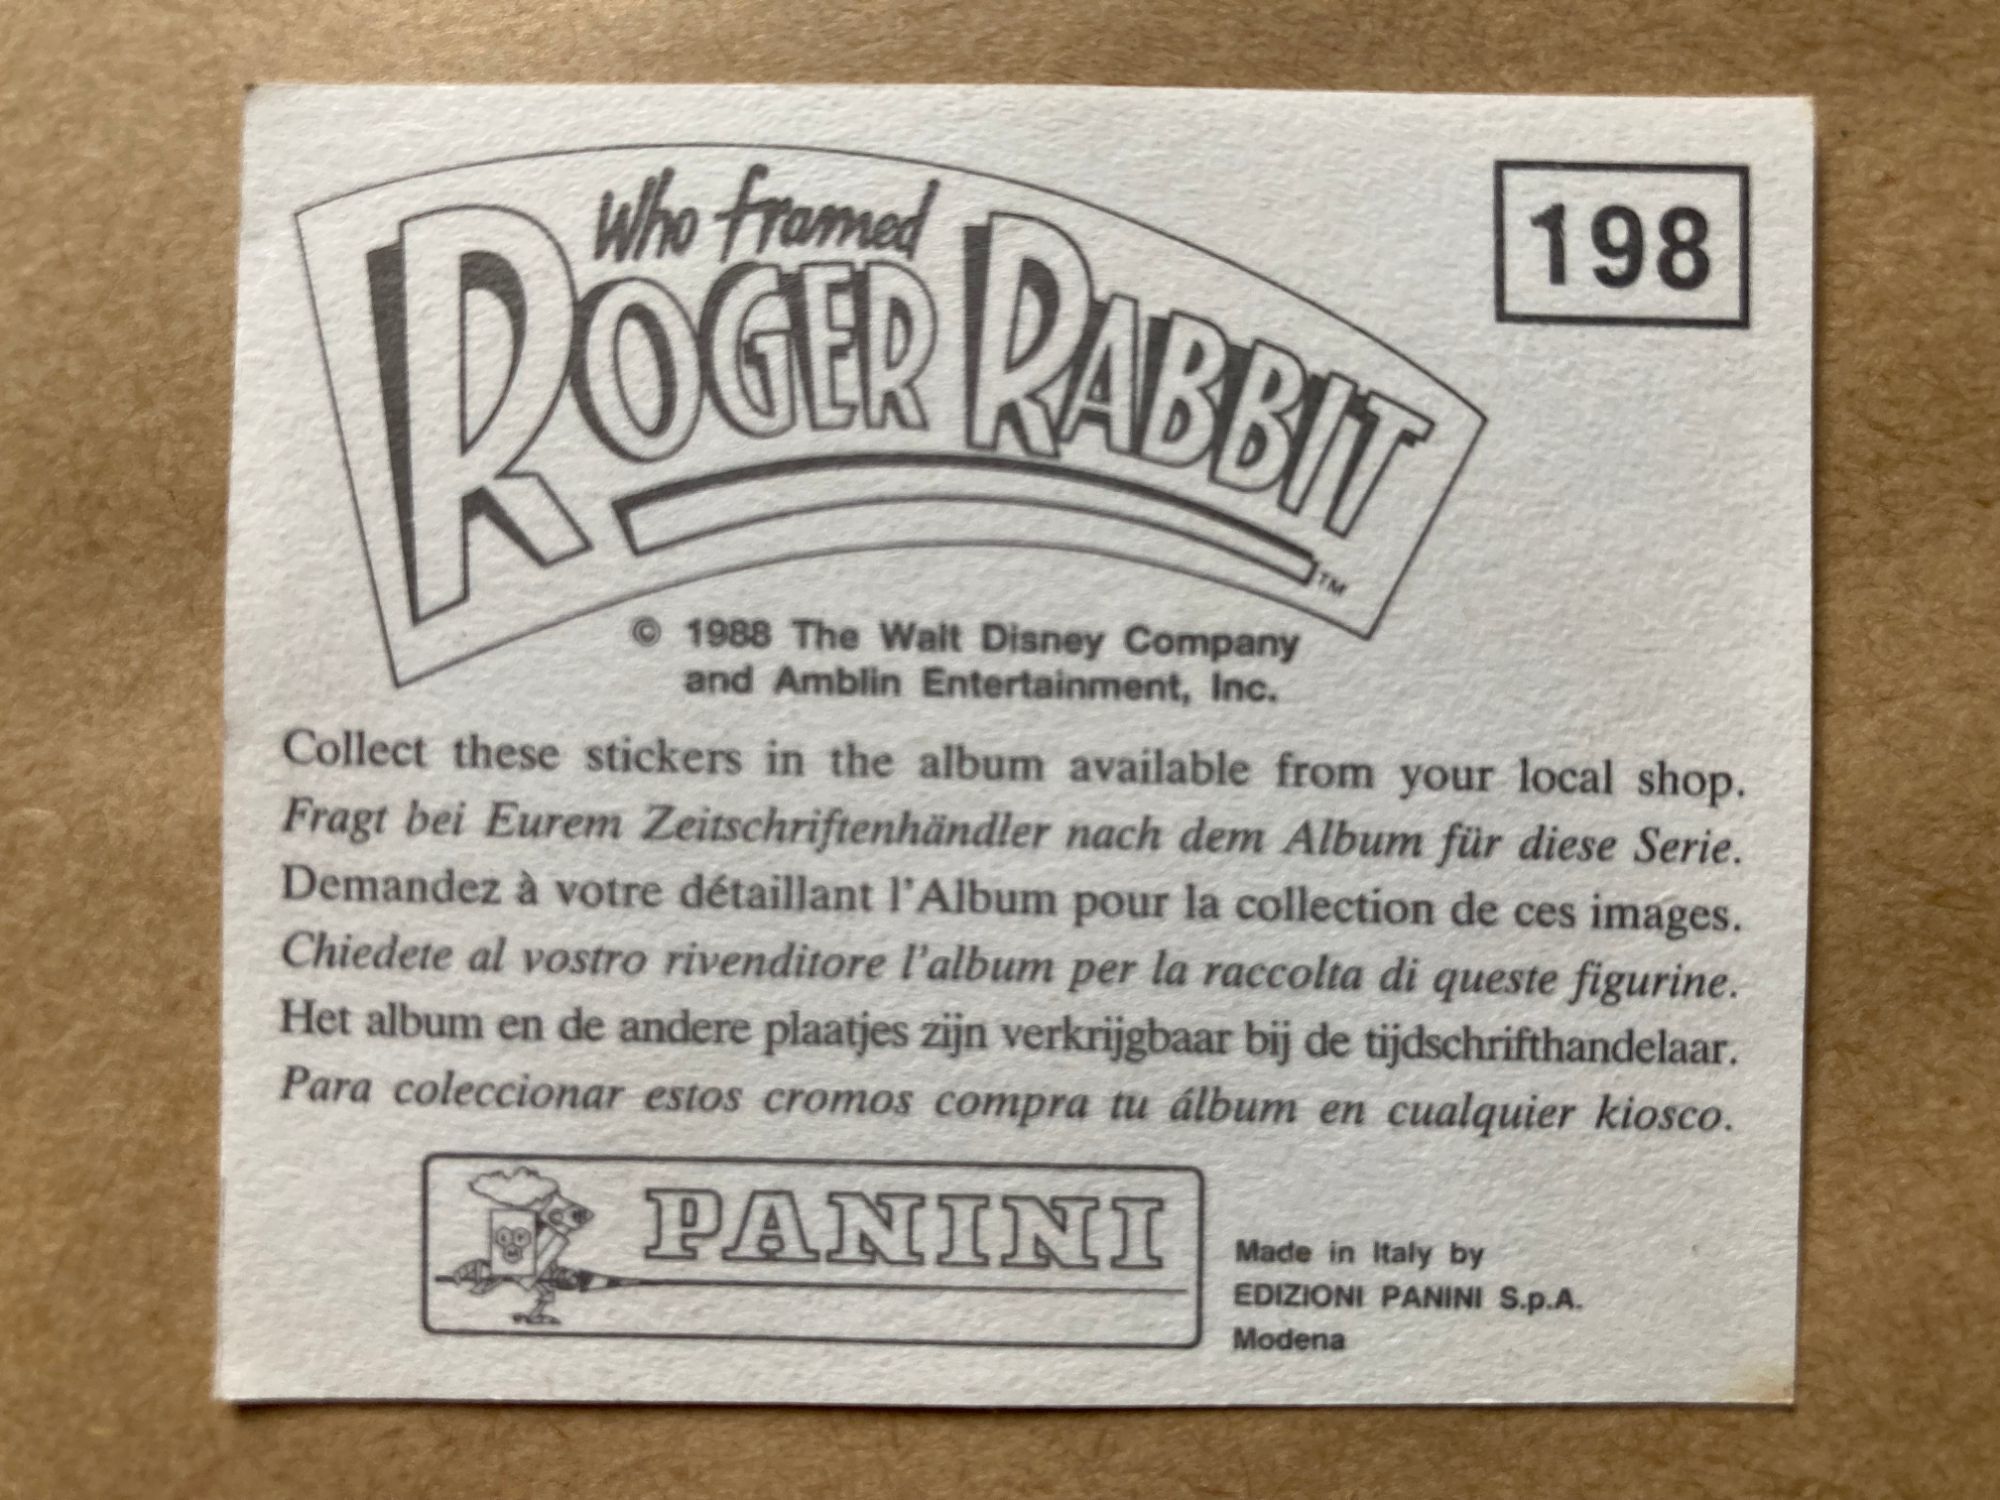 Who framed
ROGER RABBIT™
198
© 1988 The Walt Disney Company
and Amblin Entertainment, Inc.
Collect these stickers in the album available from your local shop.
Fragt bei Eurem Zeitschriftenhändler nach dem Album für diese Serie.
Demandez à votre détaillant l'Album pour la collection de ces images.
Chiedete al vostro rivenditore l'album per la raccolta di queste figurine.
Het album en de andere plaatjes zijn verkrijgbaar bij de tijdschrifthandelaar.
Para coleccionar estos cromos compra tu álbum en cualquier kiosco.
PANINI
Made in Italy by
EDIZIONI PANINI S.p.A.
Modena